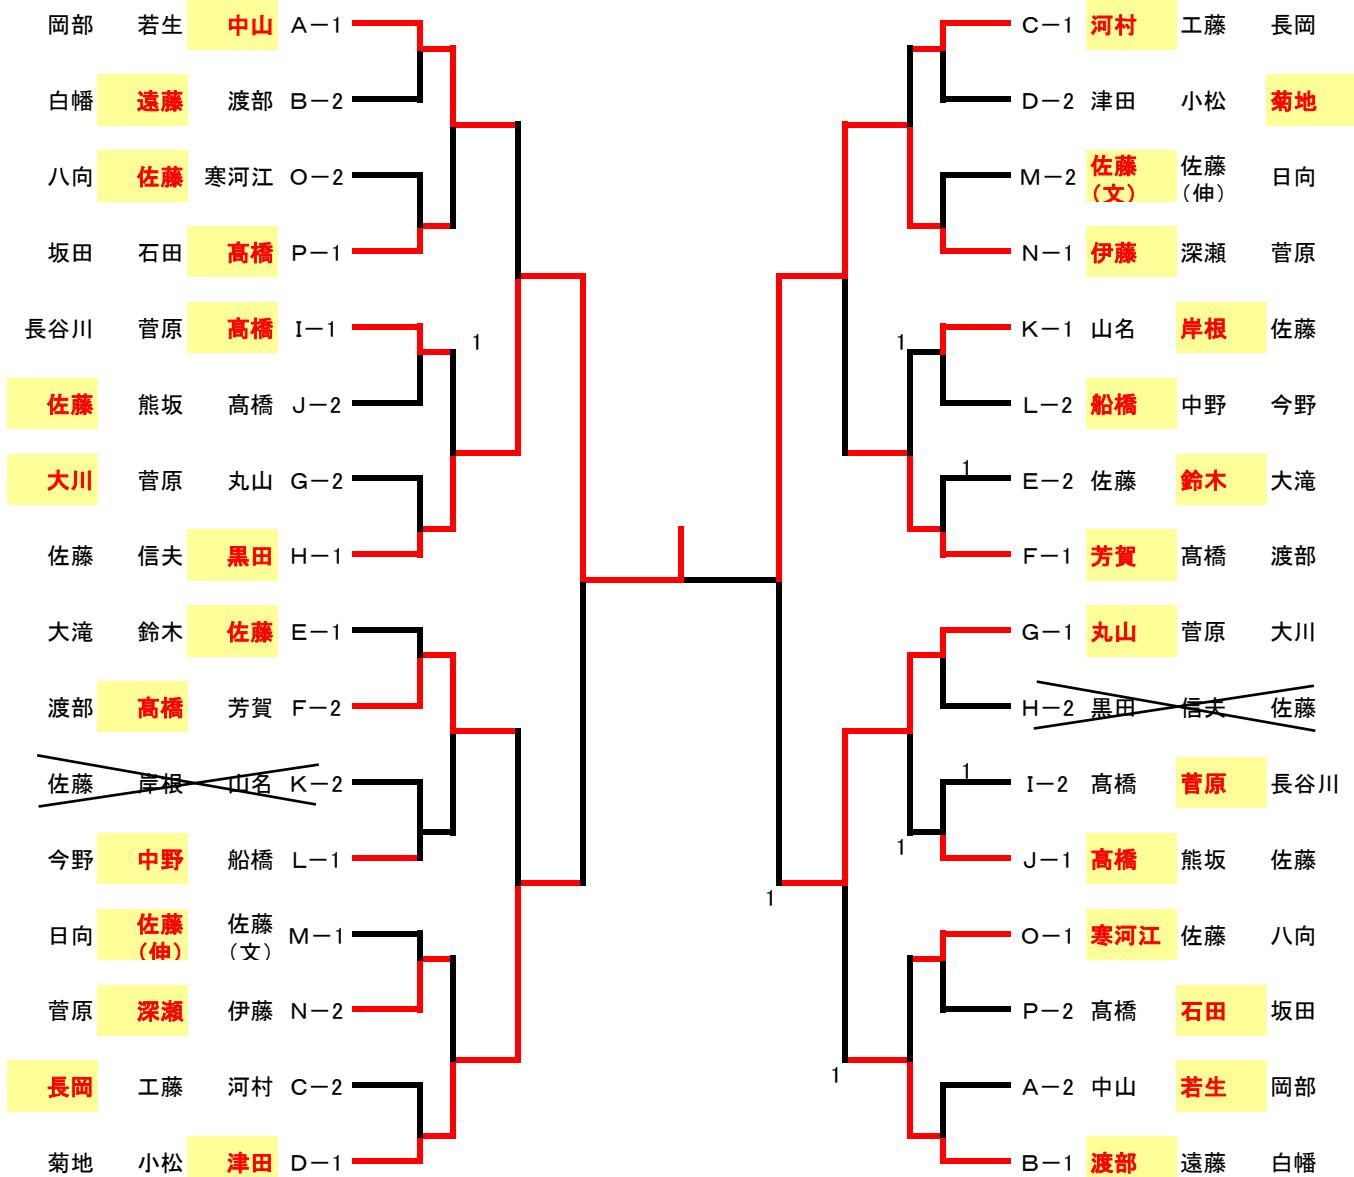 岡部 若生 中山 A－1
白幡 遠藤 渡部 B－2
八向 佐藤 寒河江 O－2
坂田 石田 髙橋 P－1
長谷川 菅原 髙橋 I－1
1
佐藤 熊坂 髙橋 J－2
大川 菅原 丸山 G－2
佐藤 信夫 黒田 H－1
大滝 鈴木 佐藤 E－1
渡部 髙橋 芳賀 F－2
佐藤 岸根 山名 K－2
今野 中野 船橋 L－1
日向 佐藤(伸) 佐藤(文) M－1
菅原 深瀬 伊藤 N－2
長岡 工藤 河村 C－2
菊地 小松 津田 D－1
C－1 河村 工藤 長岡
D－2 津田 小松 菊地
M－2 佐藤(文) 佐藤(伸) 日向
N－1 伊藤 深瀬 菅原
K－1 山名 岸根 佐藤
1
L－2 船橋 中野 今野
1
E－2 佐藤 鈴木 大滝
F－1 芳賀 髙橋 渡部
G－1 丸山 菅原 大川
H－2 黒田 信夫 佐藤
1
I－2 髙橋 菅原 長谷川
1
J－1 髙橋 熊坂 佐藤
1
O－1 寒河江 佐藤 八向
P－2 髙橋 石田 坂田
1
A－2 中山 若生 岡部
B－1 渡部 遠藤 白幡